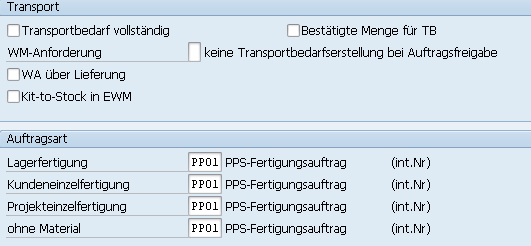 Transport
Transportbedarf vollständig Bestätigte Menge für TB
WM-Anforderung keine Transportbedarfserstellung bei Auftragsfreigabe
WA über Lieferung
Kit-to-Stock in EWM
Auftragsart
Lagerfertigung PP01 PPS-Fertigungsauftrag (int.Nr)
Kundeneinzelfertigung PP01 PPS-Fertigungsauftrag (int.Nr)
Projekteinzelfertigung PP01 PPS-Fertigungsauftrag (int.Nr)
ohne Material PP01 PPS-Fertigungsauftrag (int.Nr)